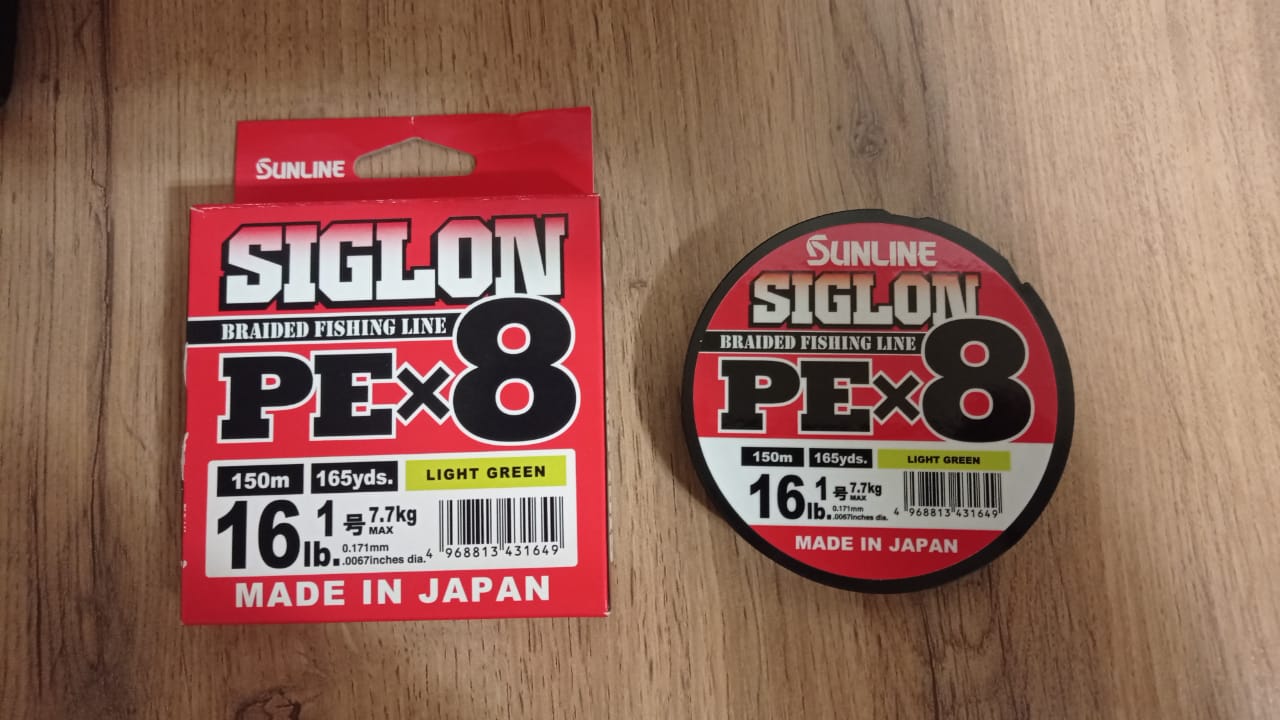 SUNLINE
SIGLON
BRAIDED FISHING LINE
PE×8
150m 165yds. LIGHT GREEN
16lb. 1号 7.7kg MAX
0.171mm
.0067inches dia.
4 968813 431649
MADE IN JAPAN
SUNLINE
SIGLON
BRAIDED FISHING LINE
PE×8
150m 165yds. LIGHT GREEN
16lb. 1号 7.7kg MAX
0.171mm
.0067inches dia.
4 968813 431649
MADE IN JAPAN